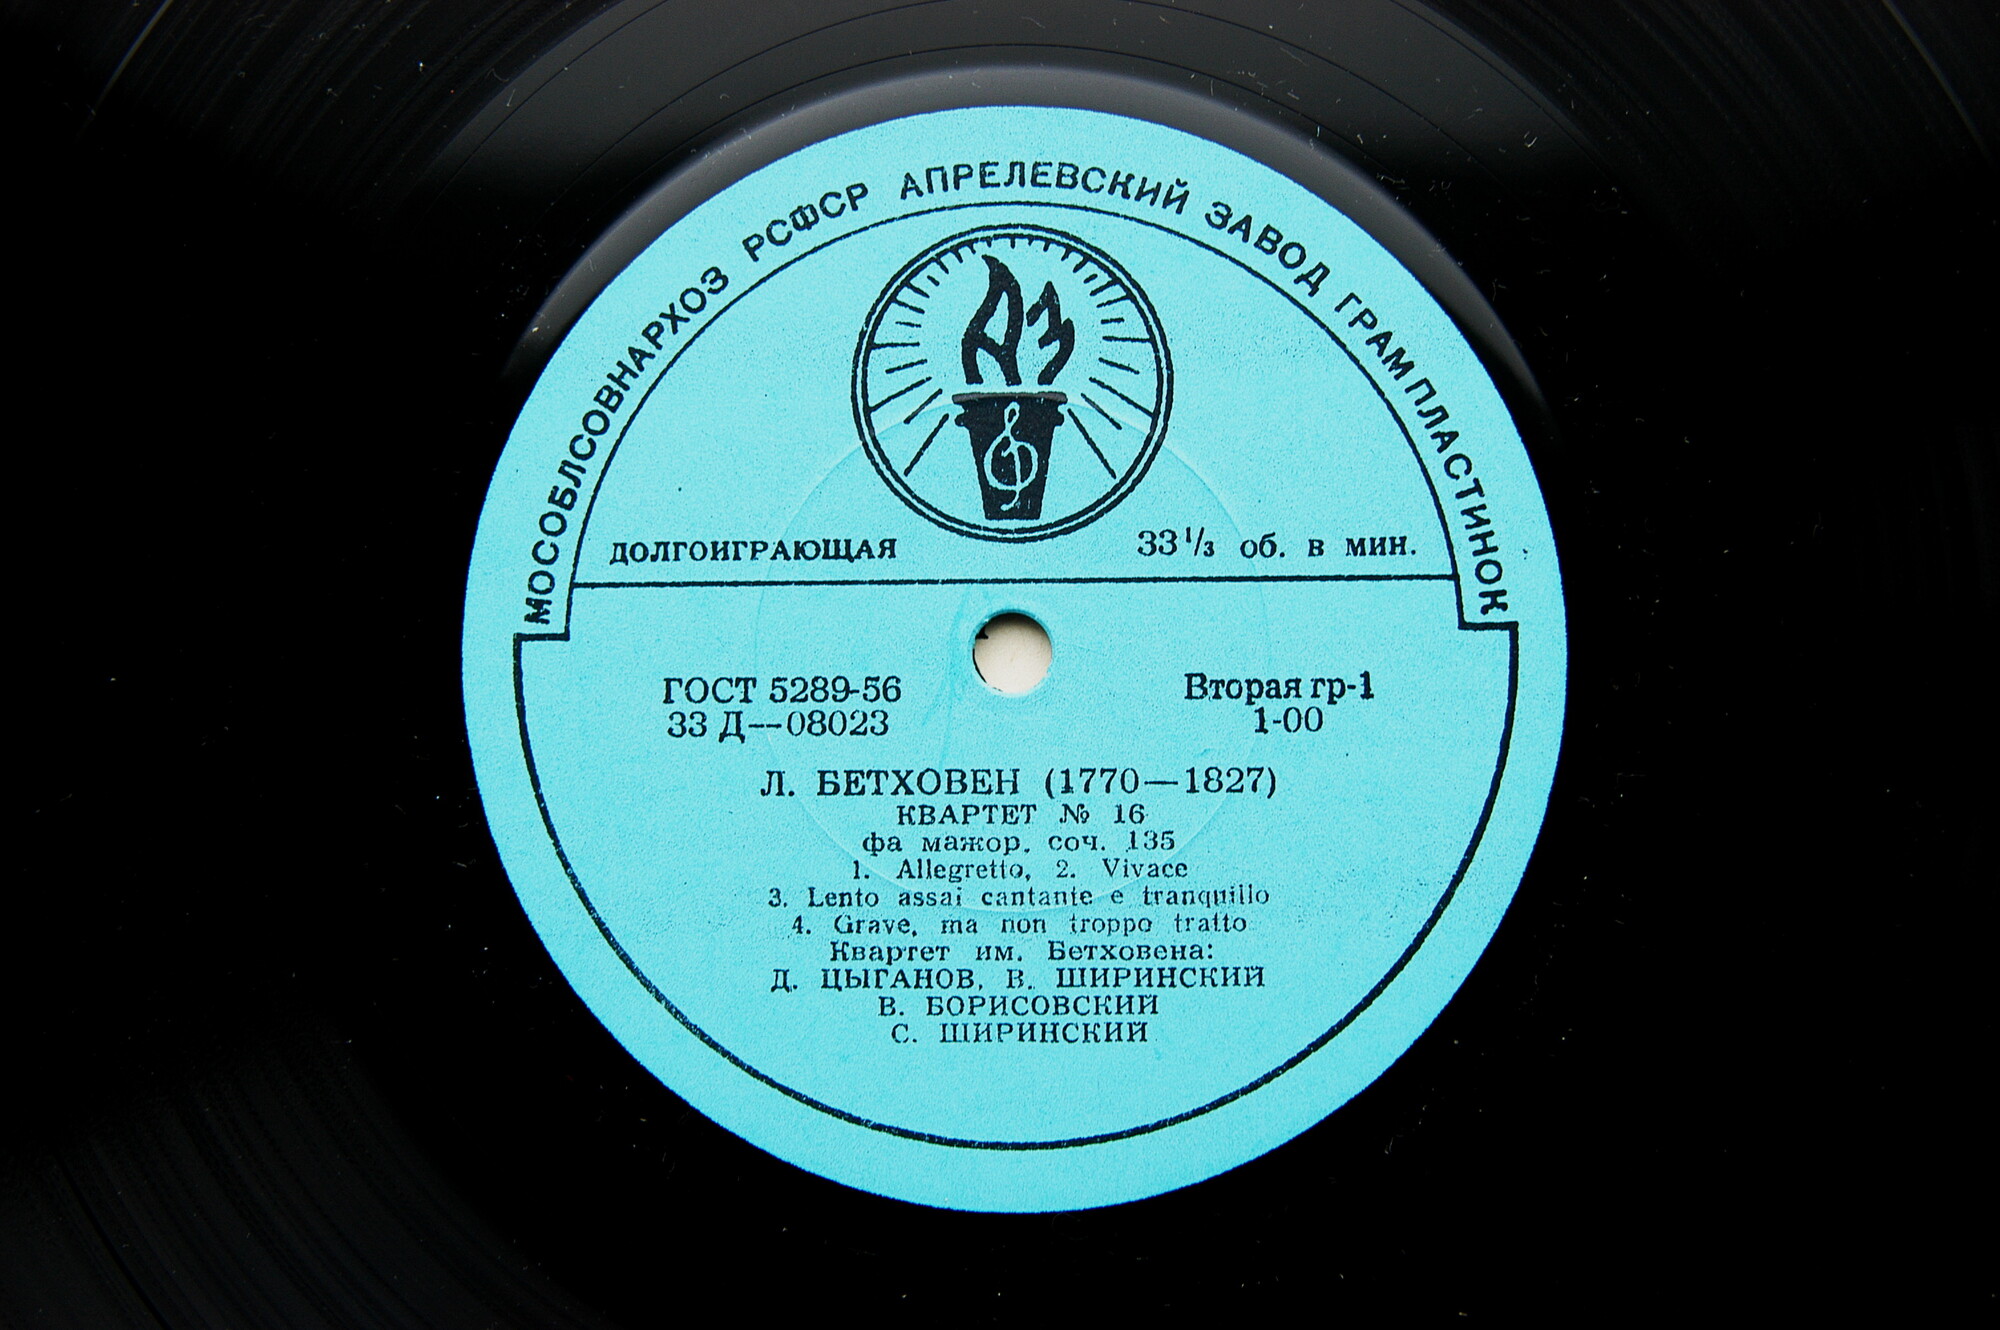 МОСОБЛСОВНАРХОЗ РСФСР АПРЕЛЕВСКИЙ ЗАВОД ГРАМПЛАСТИНОК
АЗ
ДОЛГОИГРАЮЩАЯ 33 1/3 об. в мин.
ГОСТ 5289-56 Вторая гр-1
33 Д—08023 1-00
Л. БЕТХОВЕН (1770—1827)
КВАРТЕТ № 16
фа мажор. соч. 135
1. Allegretto, 2. Vivace
3. Lento assai cantante e tranquillo
4. Grave, ma non troppo tratto
Квартет им. Бетховена:
Д. ЦЫГАНОВ, В. ШИРИНСКИЙ
В. БОРИСОВСКИЙ
С. ШИРИНСКИЙ